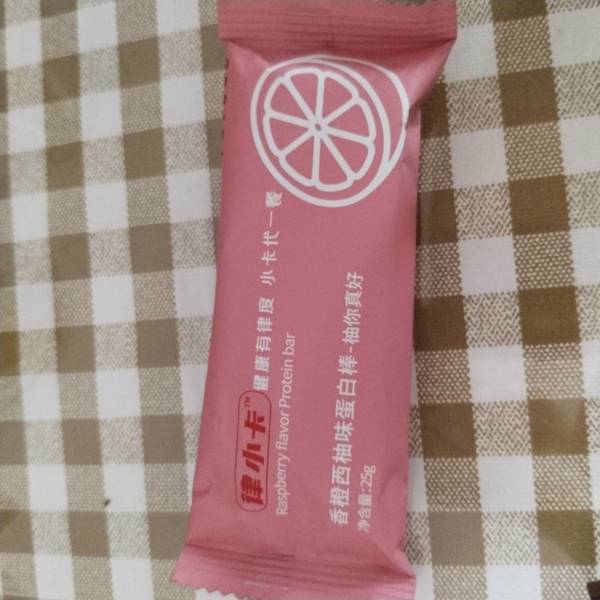 律小卡™
健康有律度 小卡代一餐
Raspberry flavor Protein bar
香橙西柚味蛋白棒-柚你真好
净含量:25g